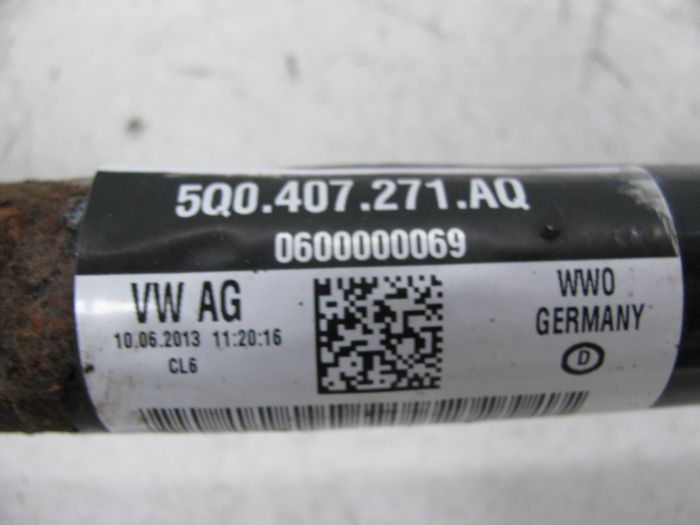 5Q0.407.271.AQ
0600000069
VW AG
10.06.2013 11:20:16
CL6
WWO
GERMANY
D